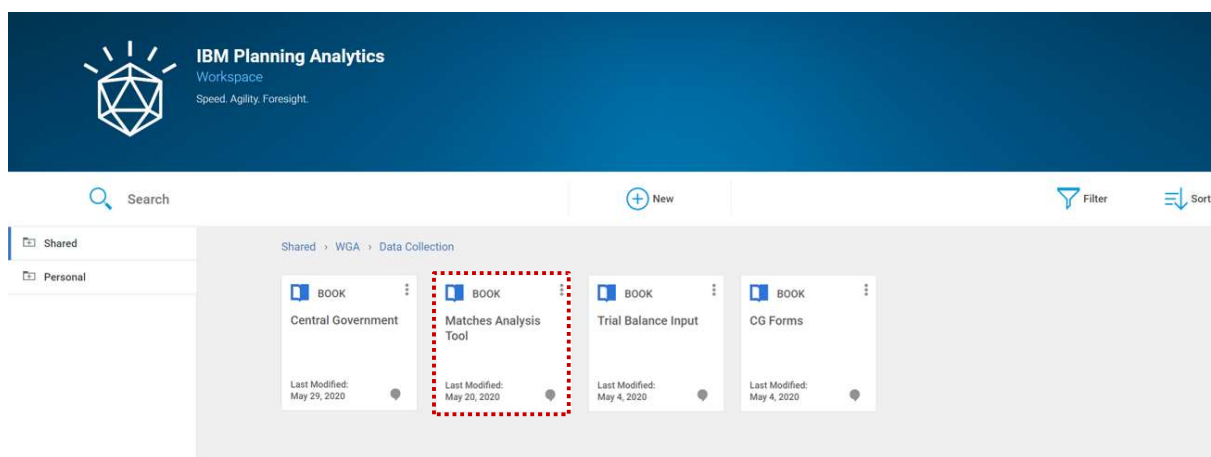 IBM Planning Analytics
Workspace
Speed. Agility. Foresight.
Search
New
Filter
Sort
Shared
Personal
Shared › WGA › Data Collection
BOOK
Central Government
Last Modified:
May 29, 2020
BOOK
Matches Analysis
Tool
Last Modified:
May 20, 2020
BOOK
Trial Balance Input
Last Modified:
May 4, 2020
BOOK
CG Forms
Last Modified:
May 4, 2020